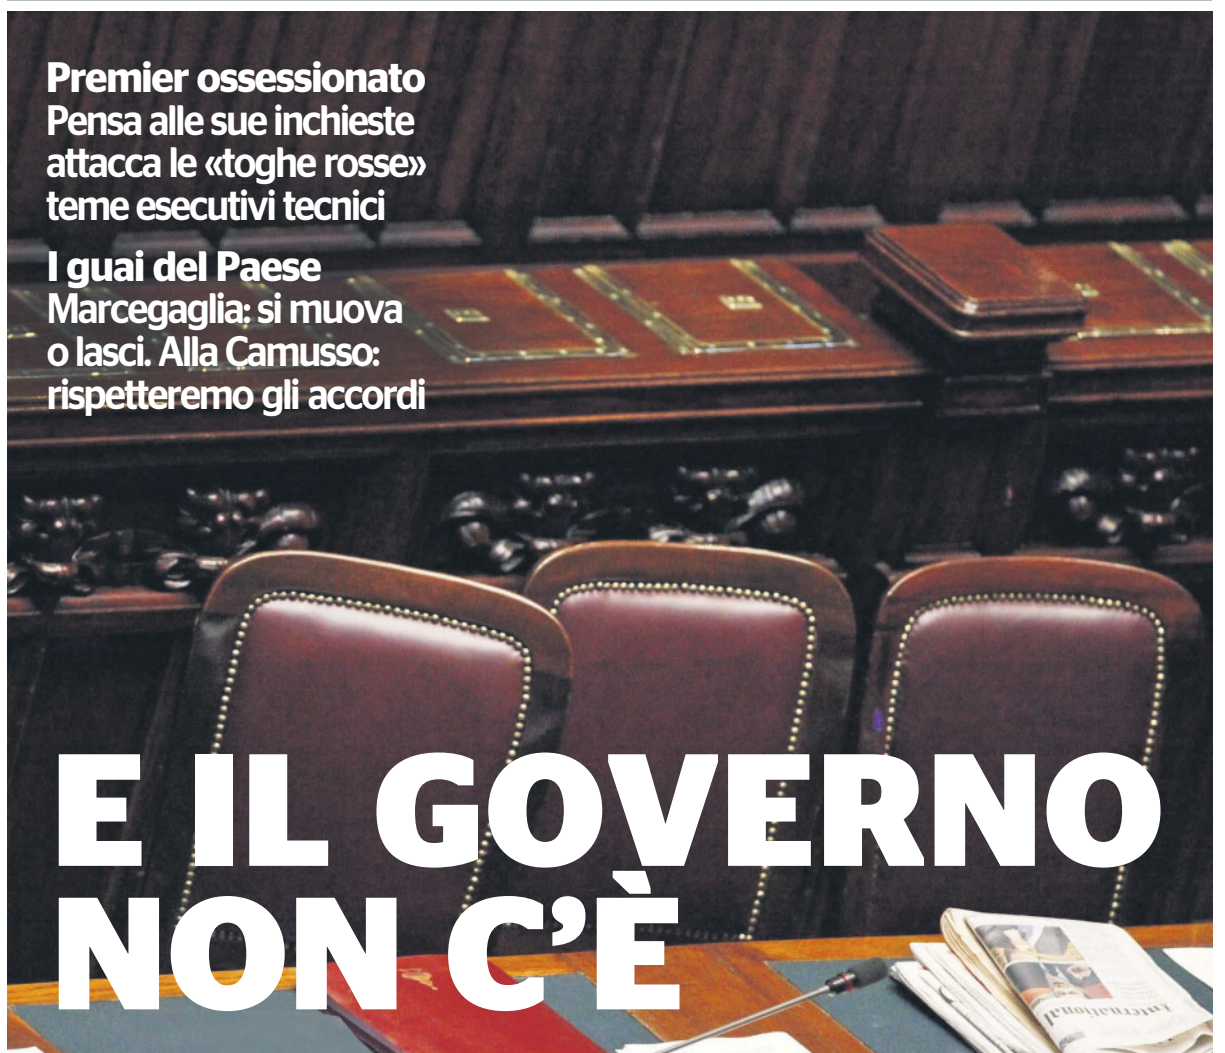 Premier ossessionato
Pensa alle sue inchieste
attacca le «toghe rosse»
teme esecutivi tecnici
I guai del Paese
Marcegaglia: si muova
o lasci. Alla Camusso:
rispetteremo gli accordi
E IL GOVERNO
NON C’È
International